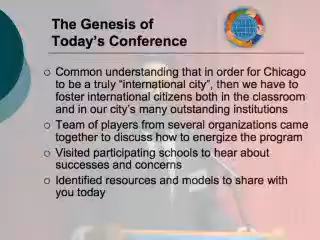 The Genesis of
Today's Conference
Common understanding that in order for Chicago
to be a truly "international city", then we have to
foster international citizens both in the classroom
and in our city's many outstanding institutions
Team of players from several organizations came
together to discuss how to energize the program
Visited participating schools to hear about
successes and concerns
Identified resources and models to share with
you today